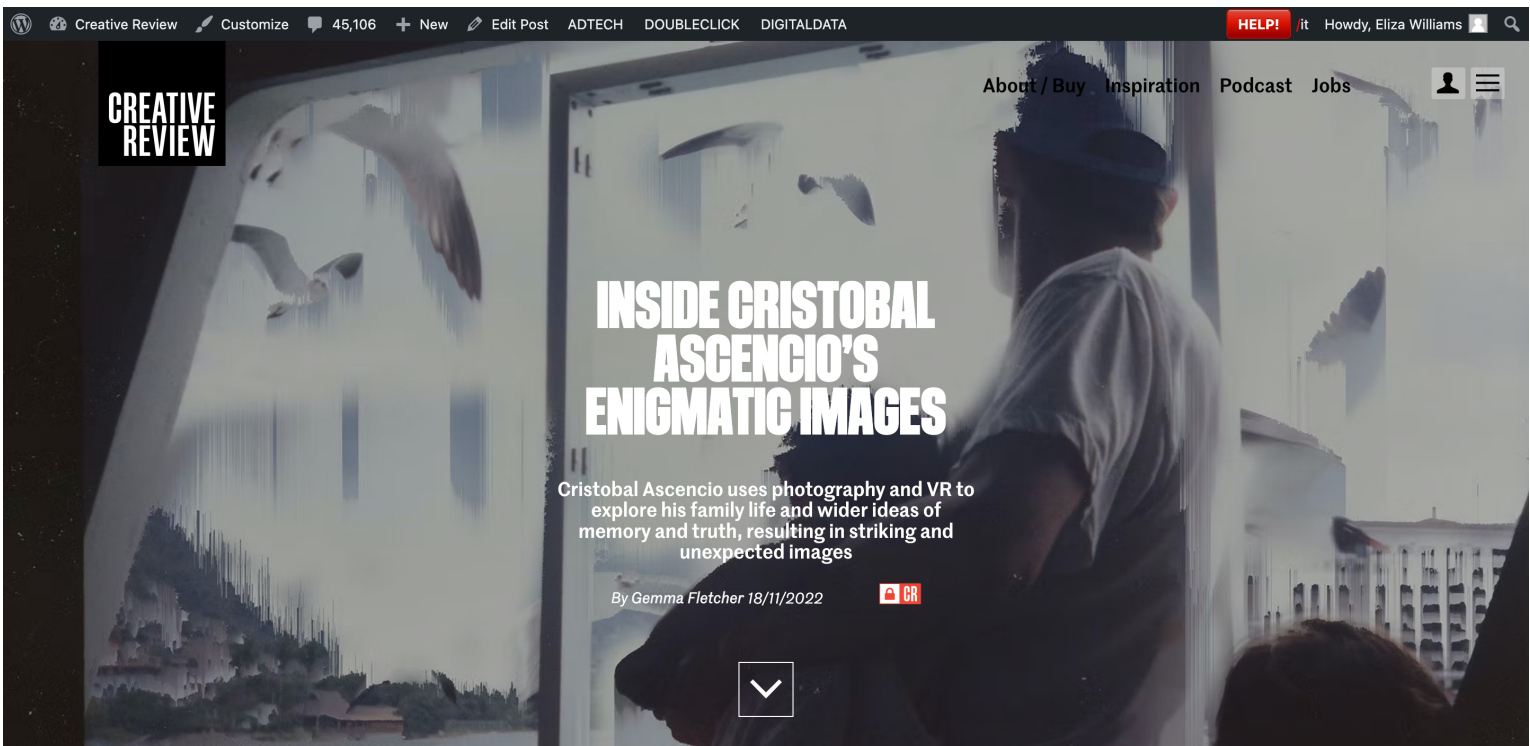 Creative Review Customize 45,106 New Edit Post ADTECH DOUBLECLICK DIGITALDATA HELP! /it Howdy, Eliza Williams
About / Buy Inspiration Podcast Jobs
CREATIVE
REVIEW
INSIDE CRISTOBAL
ASCENCIO'S
ENIGMATIC IMAGES
Cristobal Ascencio uses photography and VR to
explore his family life and wider ideas of
memory and truth, resulting in striking and
unexpected images
By Gemma Fletcher 18/11/2022 CR